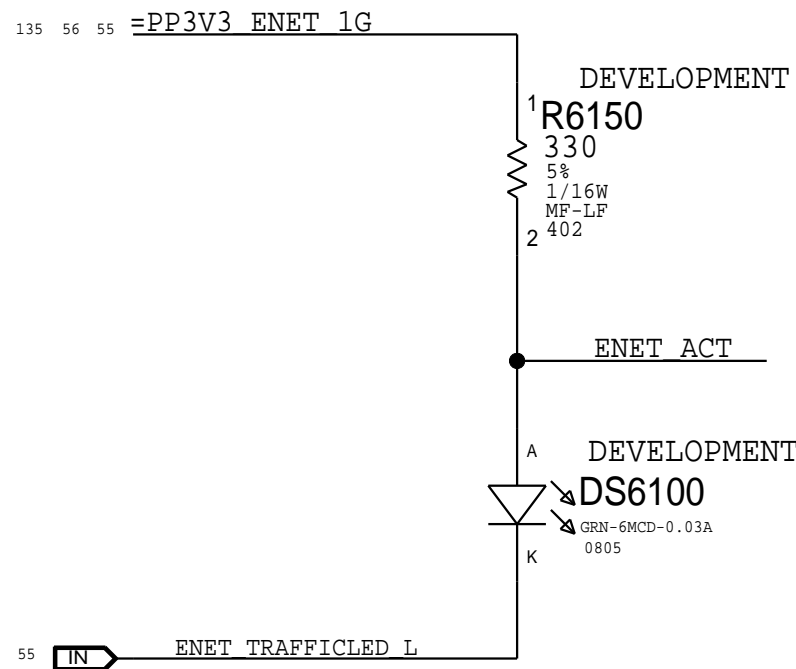 135 56 55 =PP3V3_ENET_1G
DEVELOPMENT
1
R6150
330
5%
1/16W
MF-LF
402
2
ENET_ACT
A
DEVELOPMENT
DS6100
GRN-6MCD-0.03A
0805
K
55 IN ENET_TRAFFICLED_L